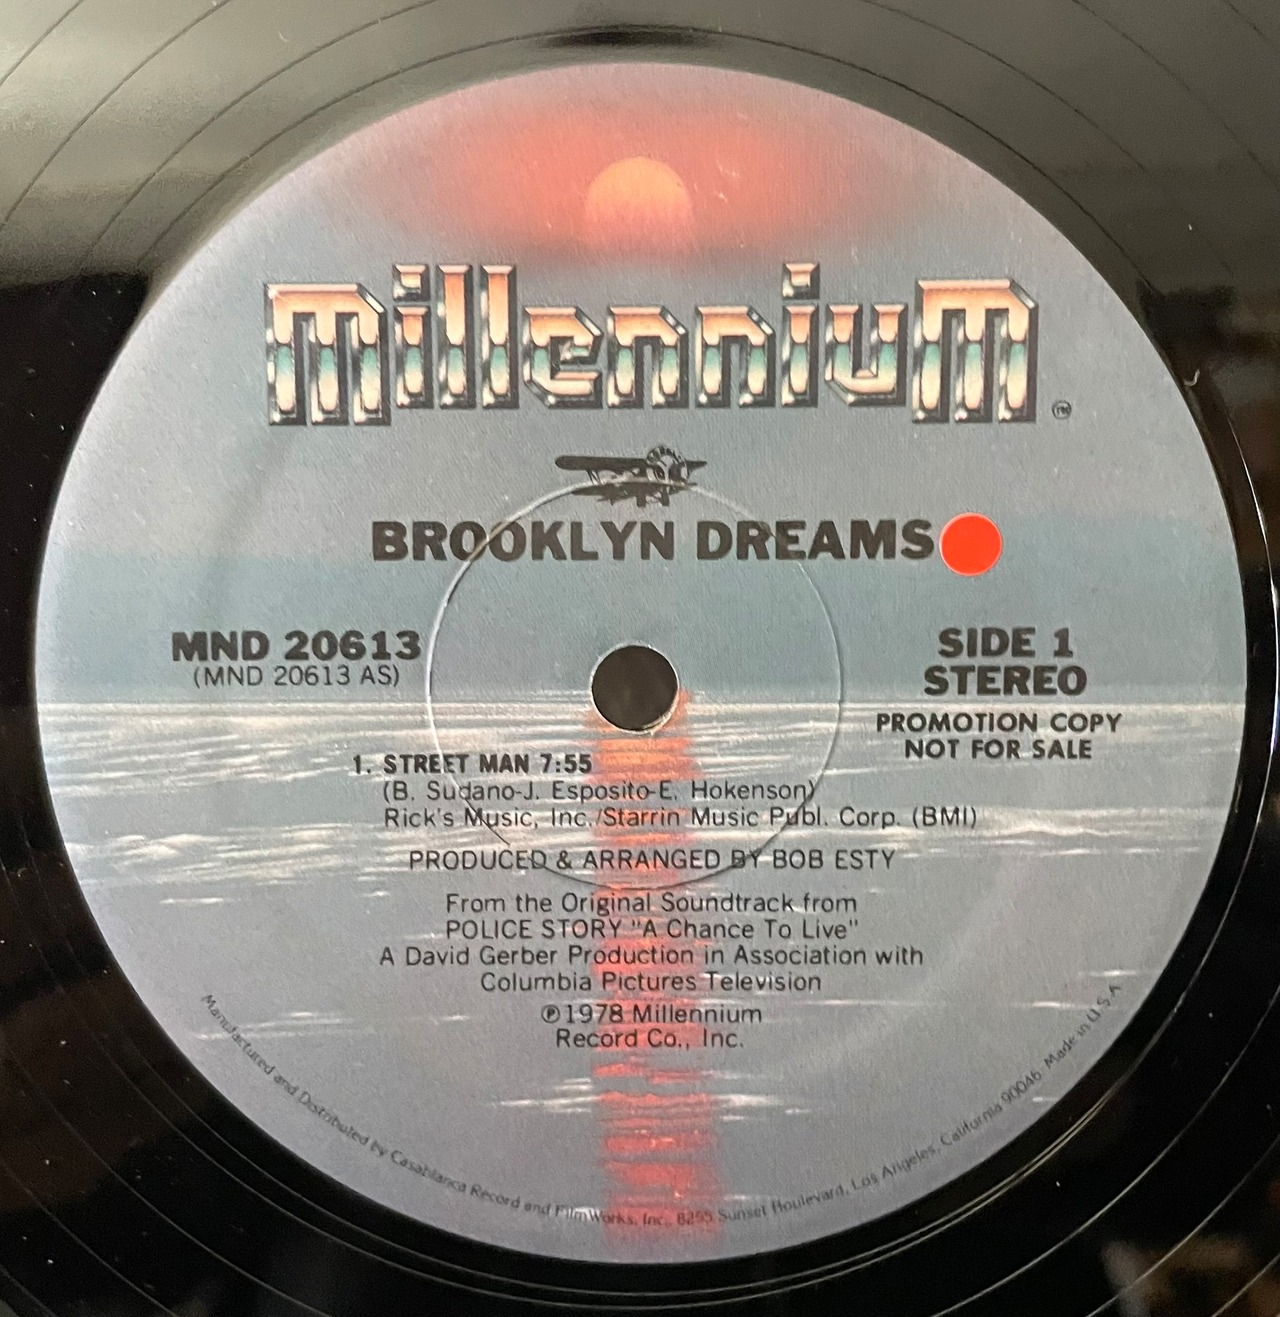 Millennium
TM
BROOKLYN DREAMS
MND 20613
(MND 20613 AS)
SIDE 1
STEREO
PROMOTION COPY
NOT FOR SALE
1. STREET MAN 7:55
(B. Sudano-J. Esposito-E. Hokenson)
Rick's Music, Inc./Starrin Music Publ. Corp. (BMI)
PRODUCED & ARRANGED BY BOB ESTY
From the Original Soundtrack from
POLICE STORY "A Chance To Live"
A David Gerber Production in Association with
Columbia Pictures Television
℗1978 Millennium
Record Co., Inc.
Manufactured and Distributed by Casablanca Record and FilmWorks, Inc., 8255 Sunset Boulevard, Los Angeles, California 90046. Made in U.S.A.